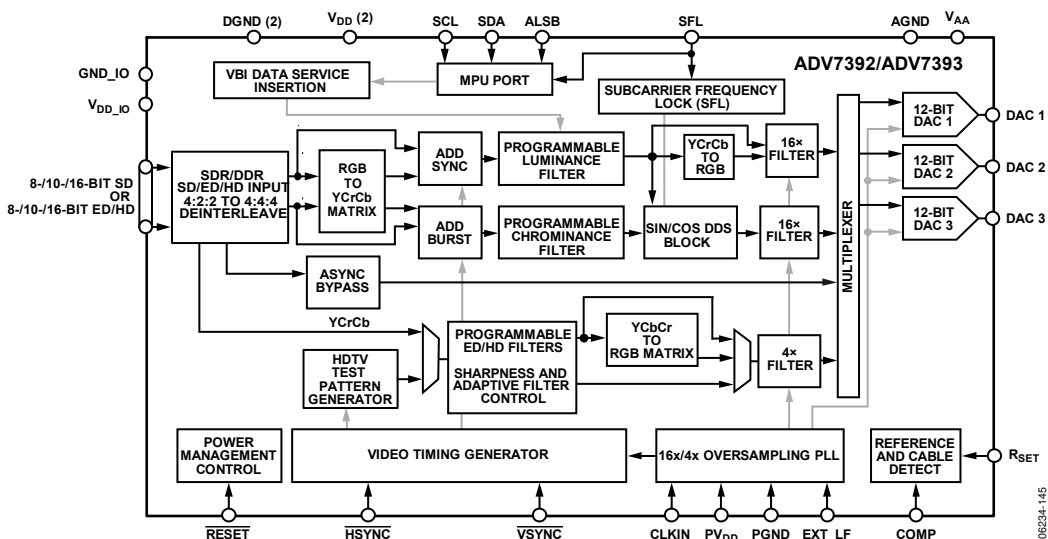 DGND (2)
VDD (2)
SCL
SDA
ALSB
SFL
AGND
VAA
GND_IO
VDD_IO
ADV7392/ADV7393
VBI DATA SERVICE
INSERTION
MPU PORT
SUBCARRIER FREQUENCY
LOCK (SFL)
8-/10-/16-BIT SD
OR
8-/10-/16-BIT ED/HD
SDR/DDR
SD/ED/HD INPUT
4:2:2 TO 4:4:4
DEINTERLEAVE
RGB
TO
YCrCb
MATRIX
ADD
SYNC
PROGRAMMABLE
LUMINANCE
FILTER
YCrCb
TO
RGB
16×
FILTER
ADD
BURST
PROGRAMMABLE
CHROMINANCE
FILTER
SIN/COS DDS
BLOCK
16×
FILTER
MULTIPLEXER
12-BIT
DAC 1
DAC 1
12-BIT
DAC 2
DAC 2
12-BIT
DAC 3
DAC 3
ASYNC
BYPASS
YCrCb
HDTV
TEST
PATTERN
GENERATOR
PROGRAMMABLE
ED/HD FILTERS
SHARPNESS AND
ADAPTIVE FILTER
CONTROL
YCbCr
TO
RGB MATRIX
4×
FILTER
POWER
MANAGEMENT
CONTROL
VIDEO TIMING GENERATOR
16x/4x OVERSAMPLING PLL
REFERENCE
AND CABLE
DETECT
RSET
RESET
HSYNC
VSYNC
CLKIN
PVDD
PGND
EXT_LF
COMP
06234-145